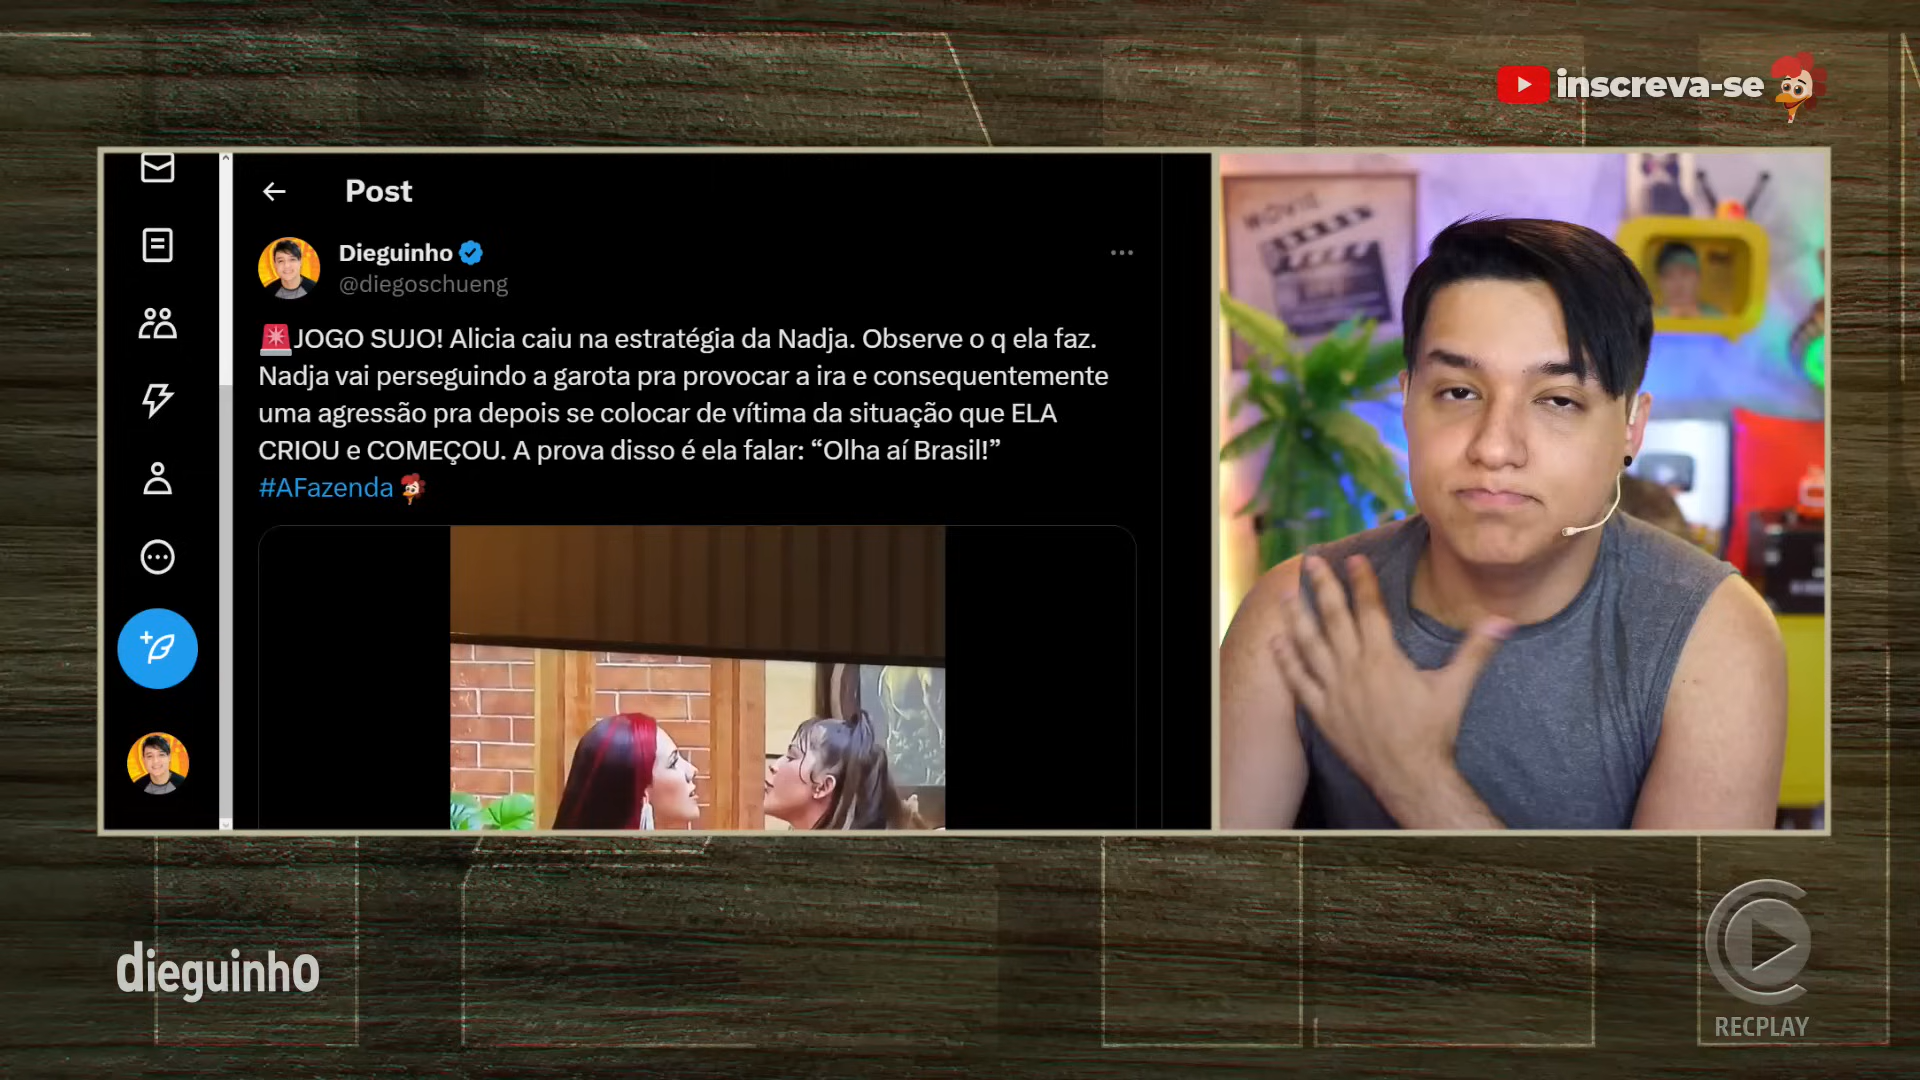 inscreva-se
Post
Dieguinho
@diegoschueng
JOGO SUJO! Alicia caiu na estratégia da Nadja. Observe o q ela faz.
Nadja vai perseguindo a garota pra provocar a ira e consequentemente
uma agressão pra depois se colocar de vítima da situação que ELA
CRIOU e COMEÇOU. A prova disso é ela falar: “Olha aí Brasil!”
#AFazenda
MOVIE
dieguinho
RECPLAY